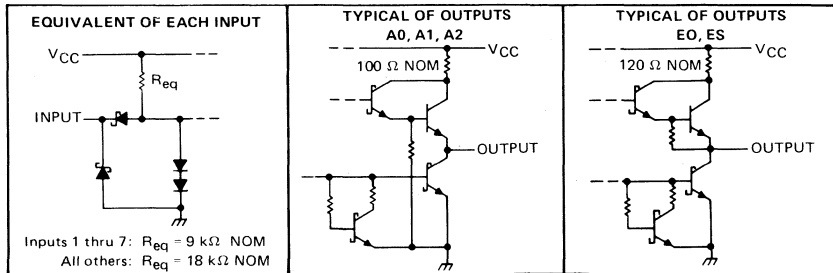 EQUIVALENT OF EACH INPUT
VCC
Req
INPUT
Inputs 1 thru 7: Req = 9 kΩ NOM
All others: Req = 18 kΩ NOM
TYPICAL OF OUTPUTS
A0, A1, A2
VCC
100 Ω NOM
OUTPUT
TYPICAL OF OUTPUTS
EO, ES
VCC
120 Ω NOM
OUTPUT